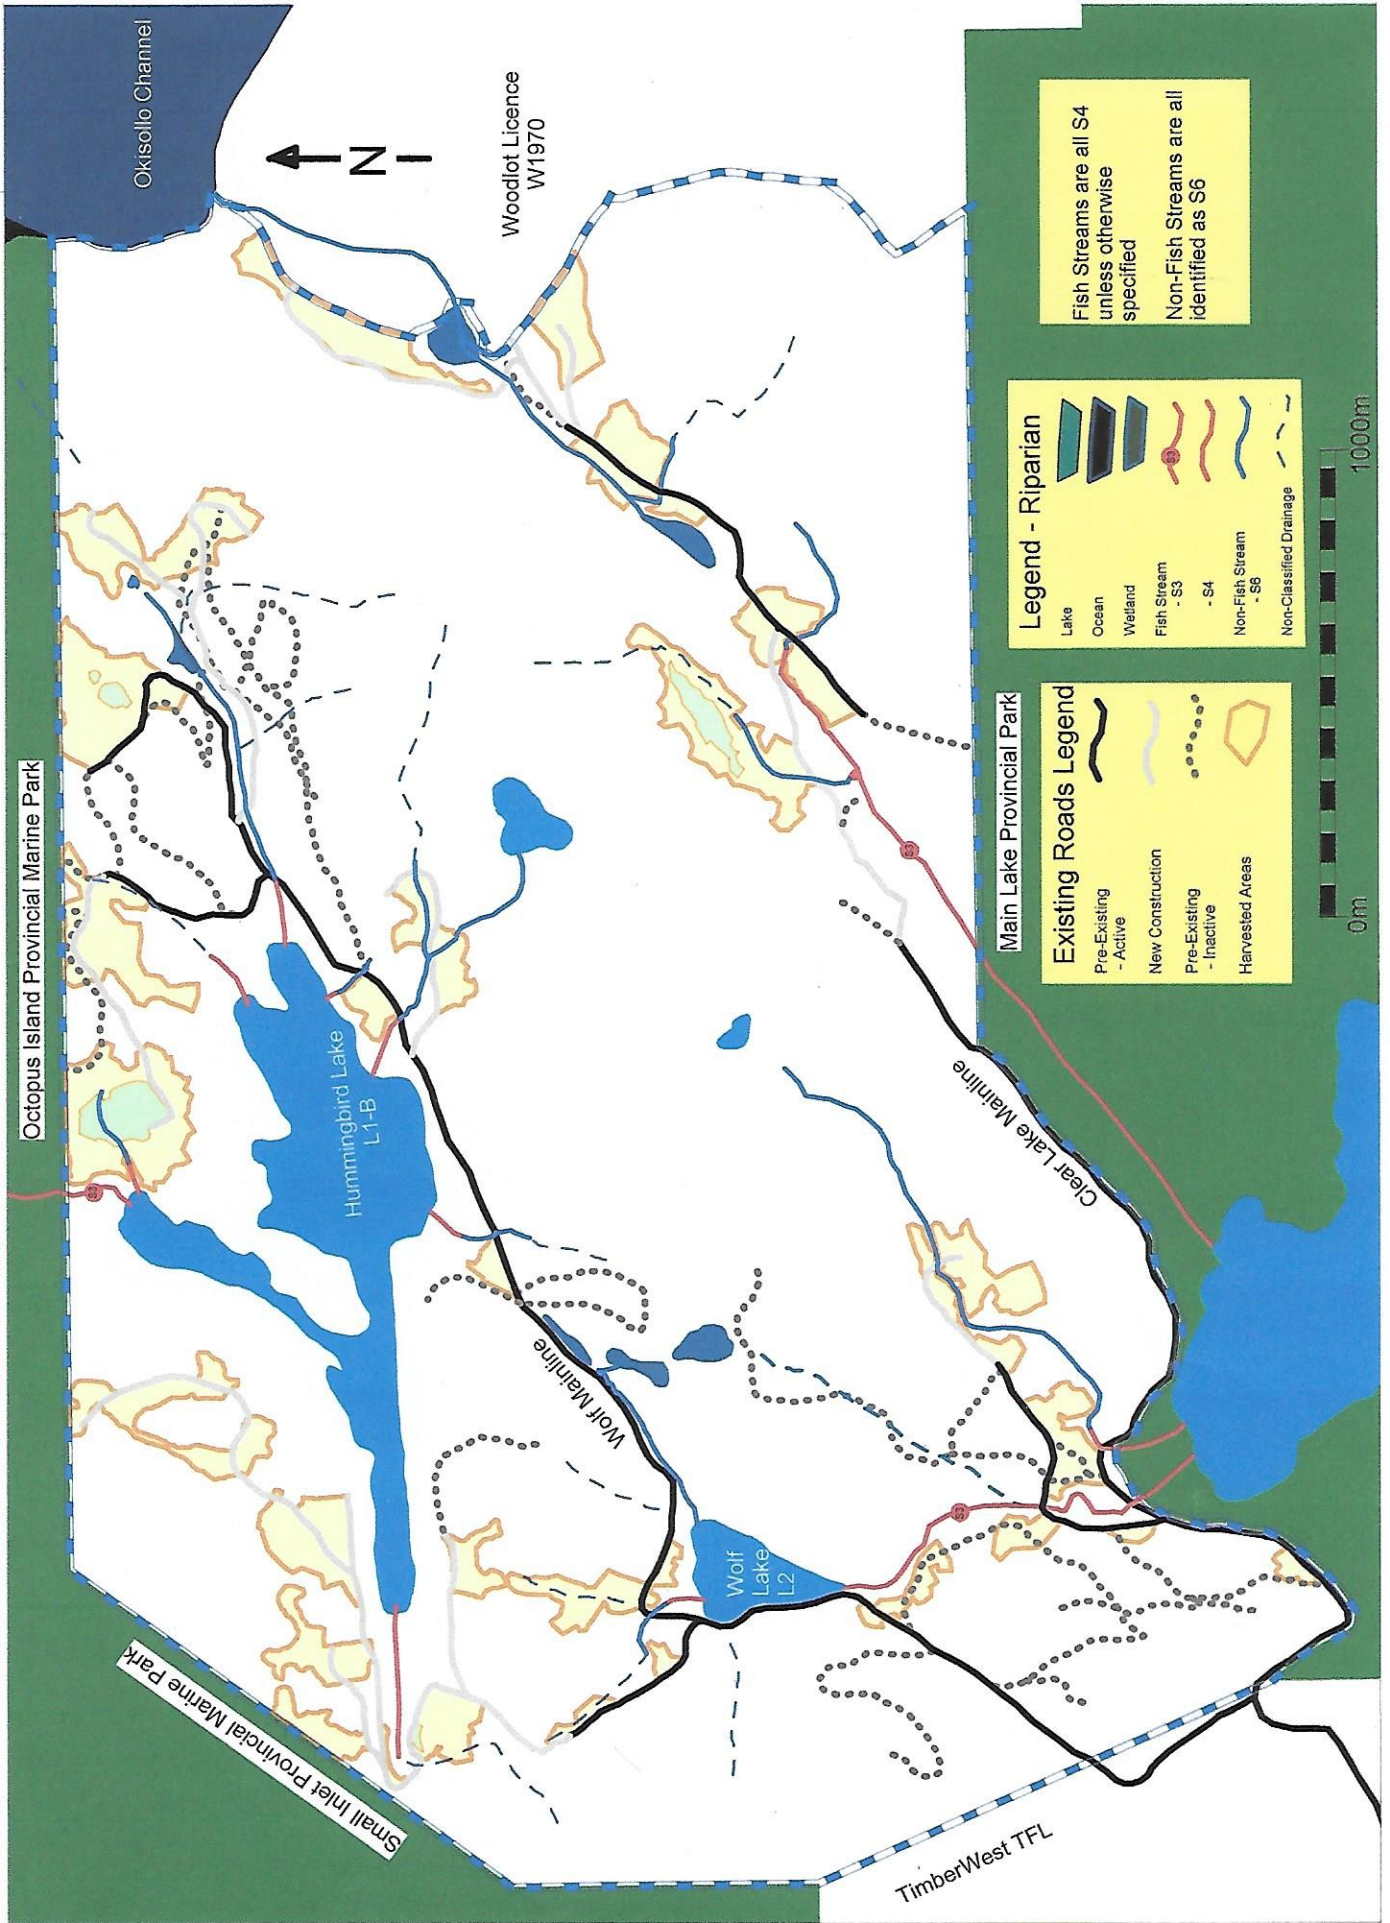 Okisollo Channel
N
Woodlot Licence
W1970
Octopus Island Provincial Marine Park
Hummingbird Lake
L1-B
S3
Small Inlet Provincial Marine Park
Wolf Mainline
Wolf
Lake
L2
S3
TimberWest TFL
Clear Lake Mainline
S3
Main Lake Provincial Park
Existing Roads Legend
Pre-Existing
- Active
New Construction
Pre-Existing
- Inactive
Harvested Areas
Legend - Riparian
Lake
Ocean
Wetland
Fish Stream
- S3
S3
- S4
Non-Fish Stream
- S6
Non-Classified Drainage
Fish Streams are all S4
unless otherwise
specified
Non-Fish Streams are all
identified as S6
0m
1000m